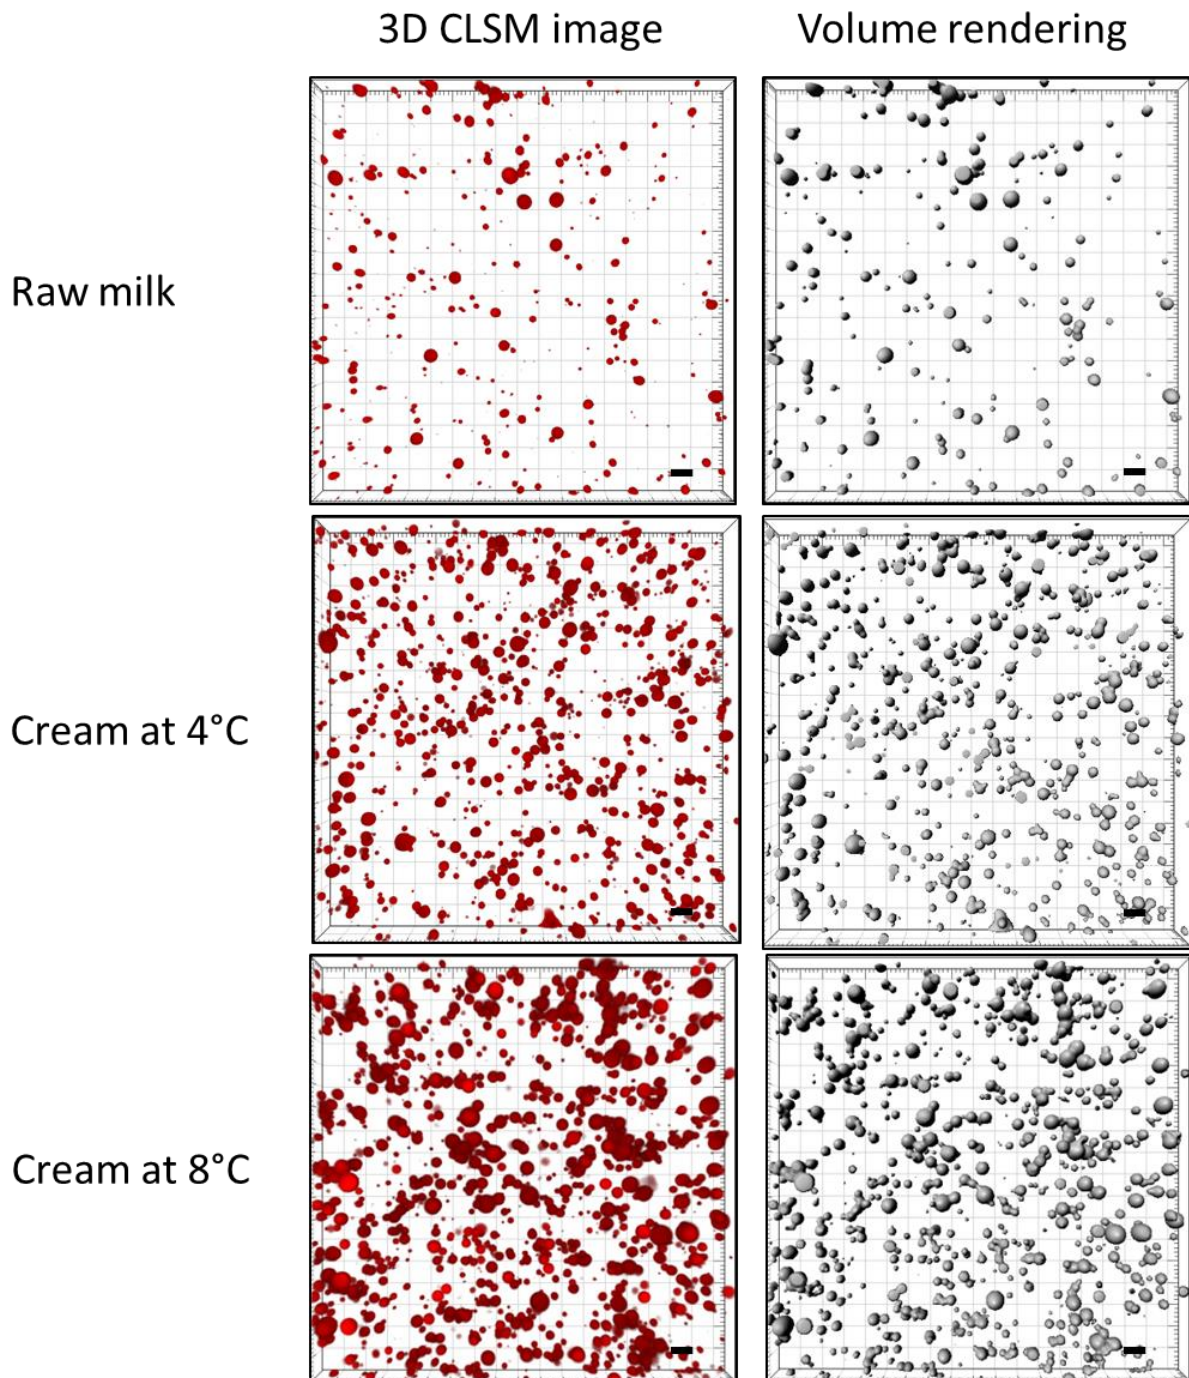 3D CLSM image
Volume rendering
Raw milk
Cream at 4°C
Cream at 8°C